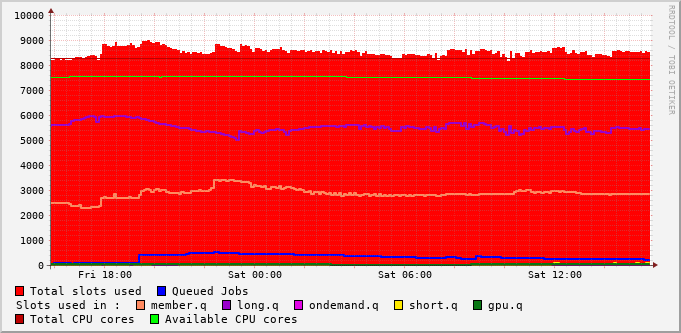 RRDTOOL / TOBI OETIKER
10000
9000
8000
7000
6000
5000
4000
3000
2000
1000
0
Fri 18:00 Sat 00:00 Sat 06:00 Sat 12:00
Total slots used Queued Jobs
Slots used in : member.q long.q ondemand.q short.q gpu.q
Total CPU cores Available CPU cores